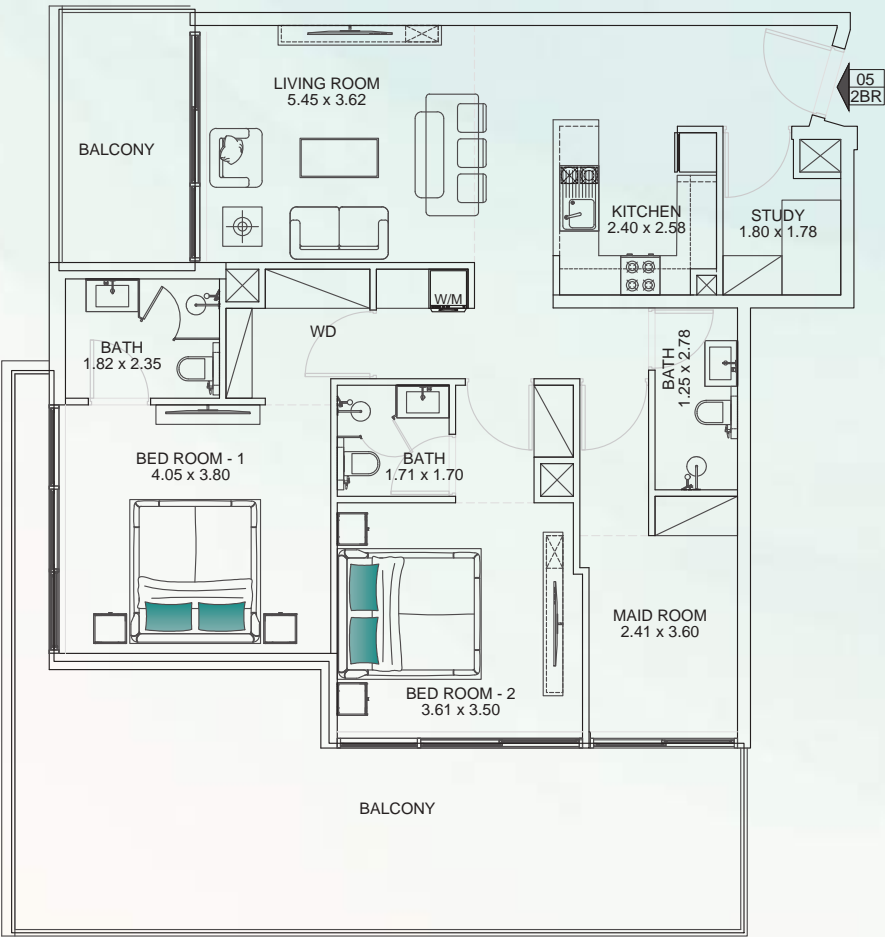 LIVING ROOM
5.45 x 3.62
05
2BR
BALCONY
KITCHEN
2.40 x 2.58
STUDY
1.80 x 1.78
W/M
WD
BATH
1.82 x 2.35
BATH
1.25 x 2.78
BED ROOM - 1
4.05 x 3.80
BATH
1.71 x 1.70
MAID ROOM
2.41 x 3.60
BED ROOM - 2
3.61 x 3.50
BALCONY